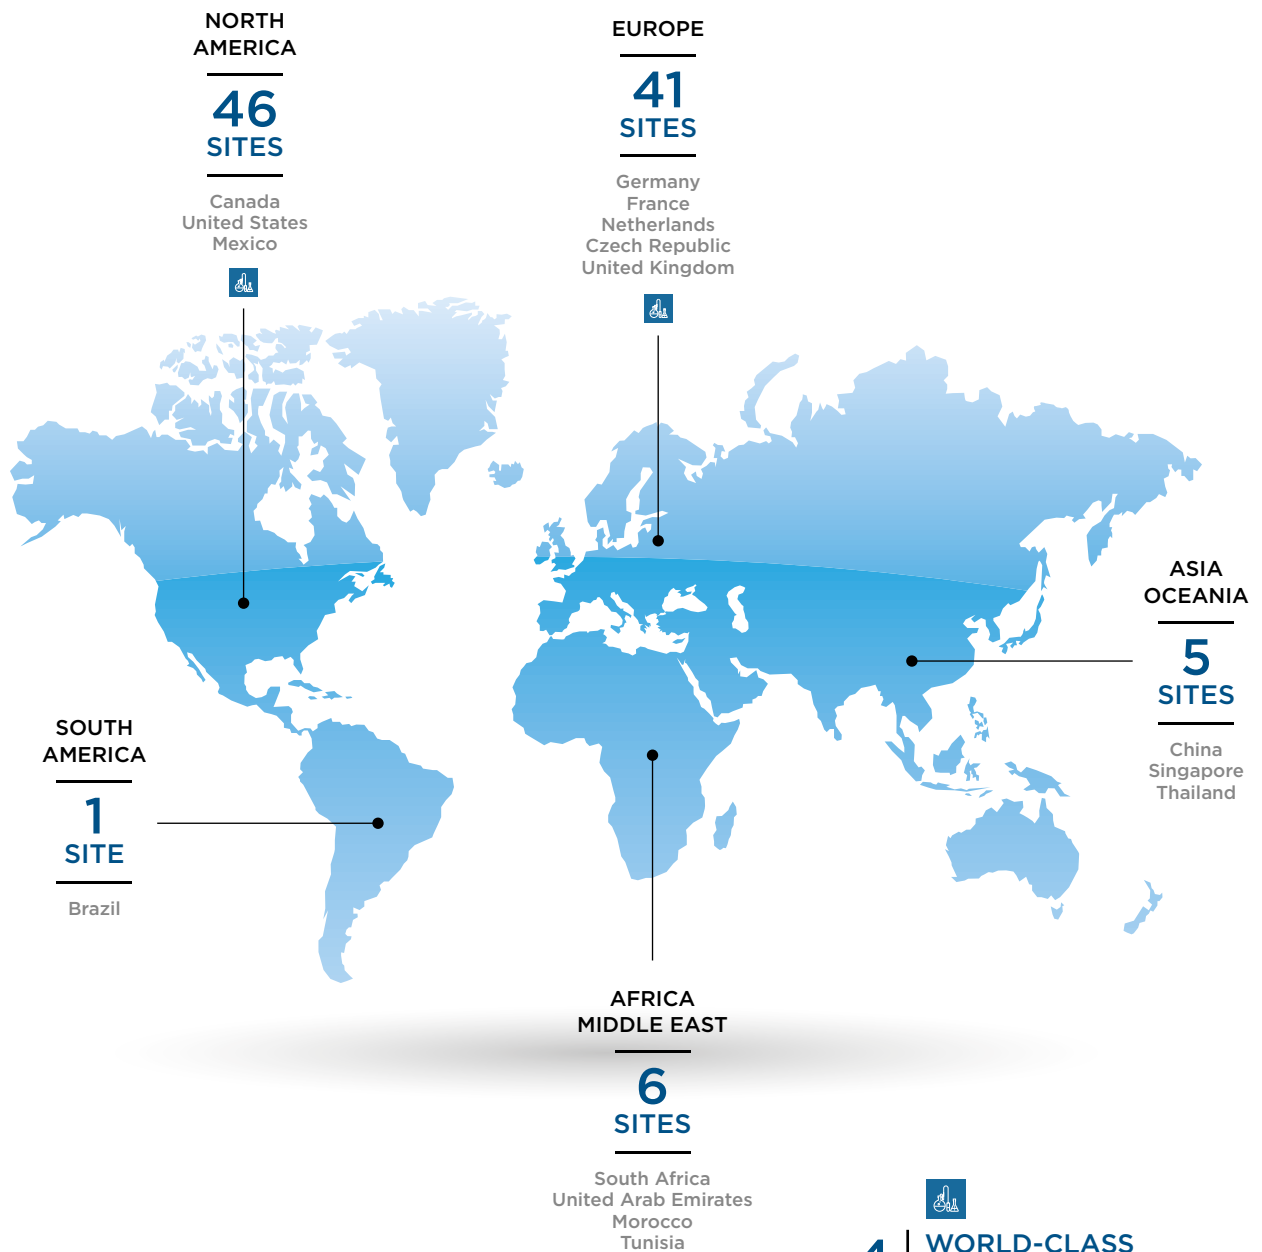 NORTH
AMERICA
46
SITES
Canada
United States
Mexico
EUROPE
41
SITES
Germany
France
Netherlands
Czech Republic
United Kingdom
ASIA
OCEANIA
5
SITES
China
Singapore
Thailand
SOUTH
AMERICA
1
SITE
Brazil
AFRICA
MIDDLE EAST
6
SITES
South Africa
United Arab Emirates
Morocco
Tunisia
WORLD-CLASS